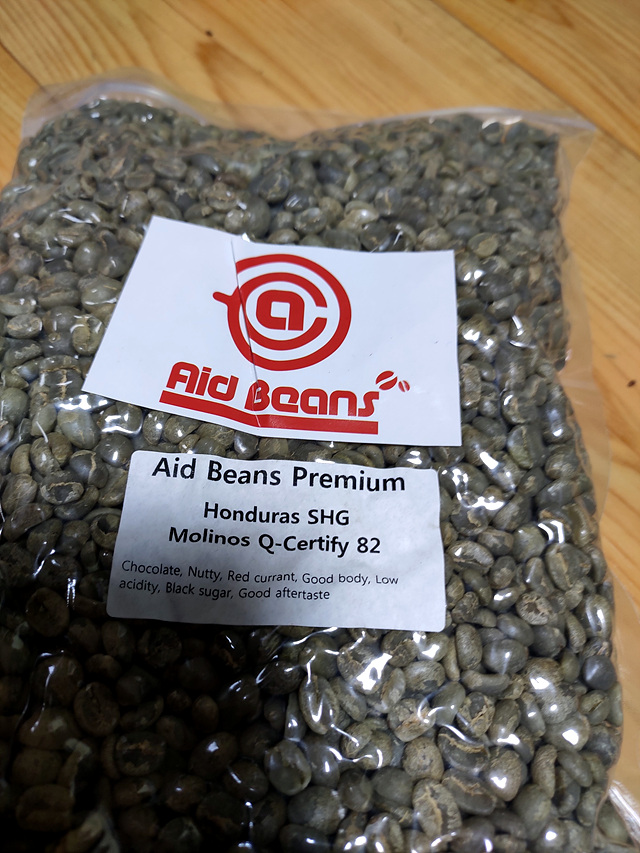 a
Aid Beans
Aid Beans Premium
Honduras SHG
Molinos Q-Certify 82
Chocolate, Nutty, Red currant, Good body, Low
acidity, Black sugar, Good aftertaste